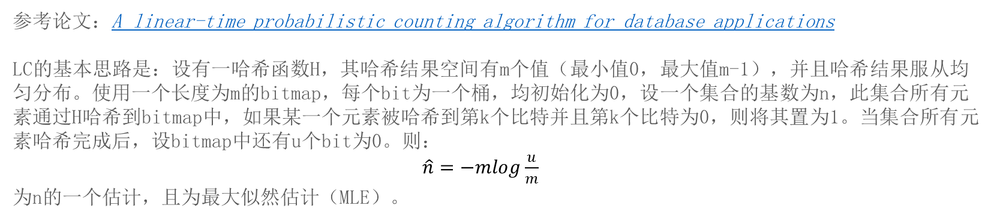 参考论文：A linear-time probabilistic counting algorithm for database applications
LC的基本思路是：设有一哈希函数H，其哈希结果空间有m个值（最小值0，最大值m-1），并且哈希结果服从均
匀分布。使用一个长度为m的bitmap，每个bit为一个桶，均初始化为0，设一个集合的基数为n，此集合所有元
素通过H哈希到bitmap中，如果某一个元素被哈希到第k个比特并且第k个比特为0，则将其置为1。当集合所有元
素哈希完成后，设bitmap中还有u个bit为0。则：
n̂ = −mlog u/m
为n的一个估计，且为最大似然估计（MLE）。